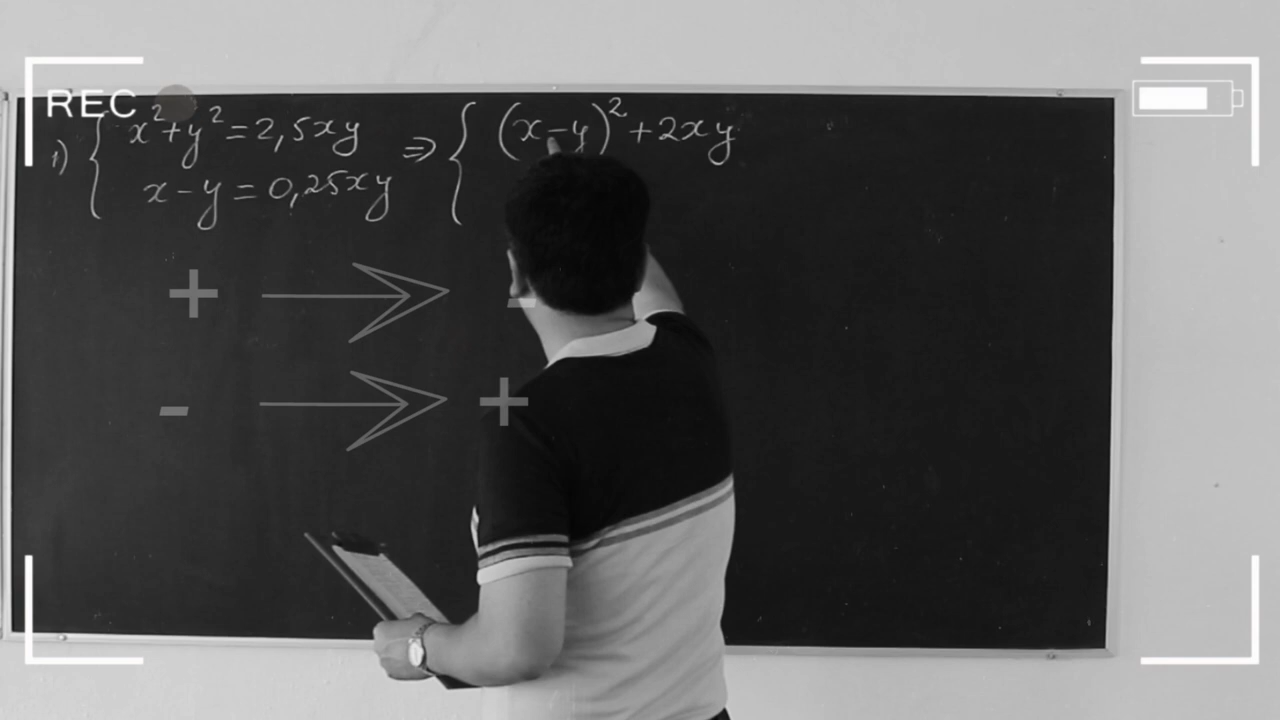 REC
1) { x²+y²=2,5xy ⇒ { (x-y)²+2xy
x-y=0,25xy
+ → -
- → +